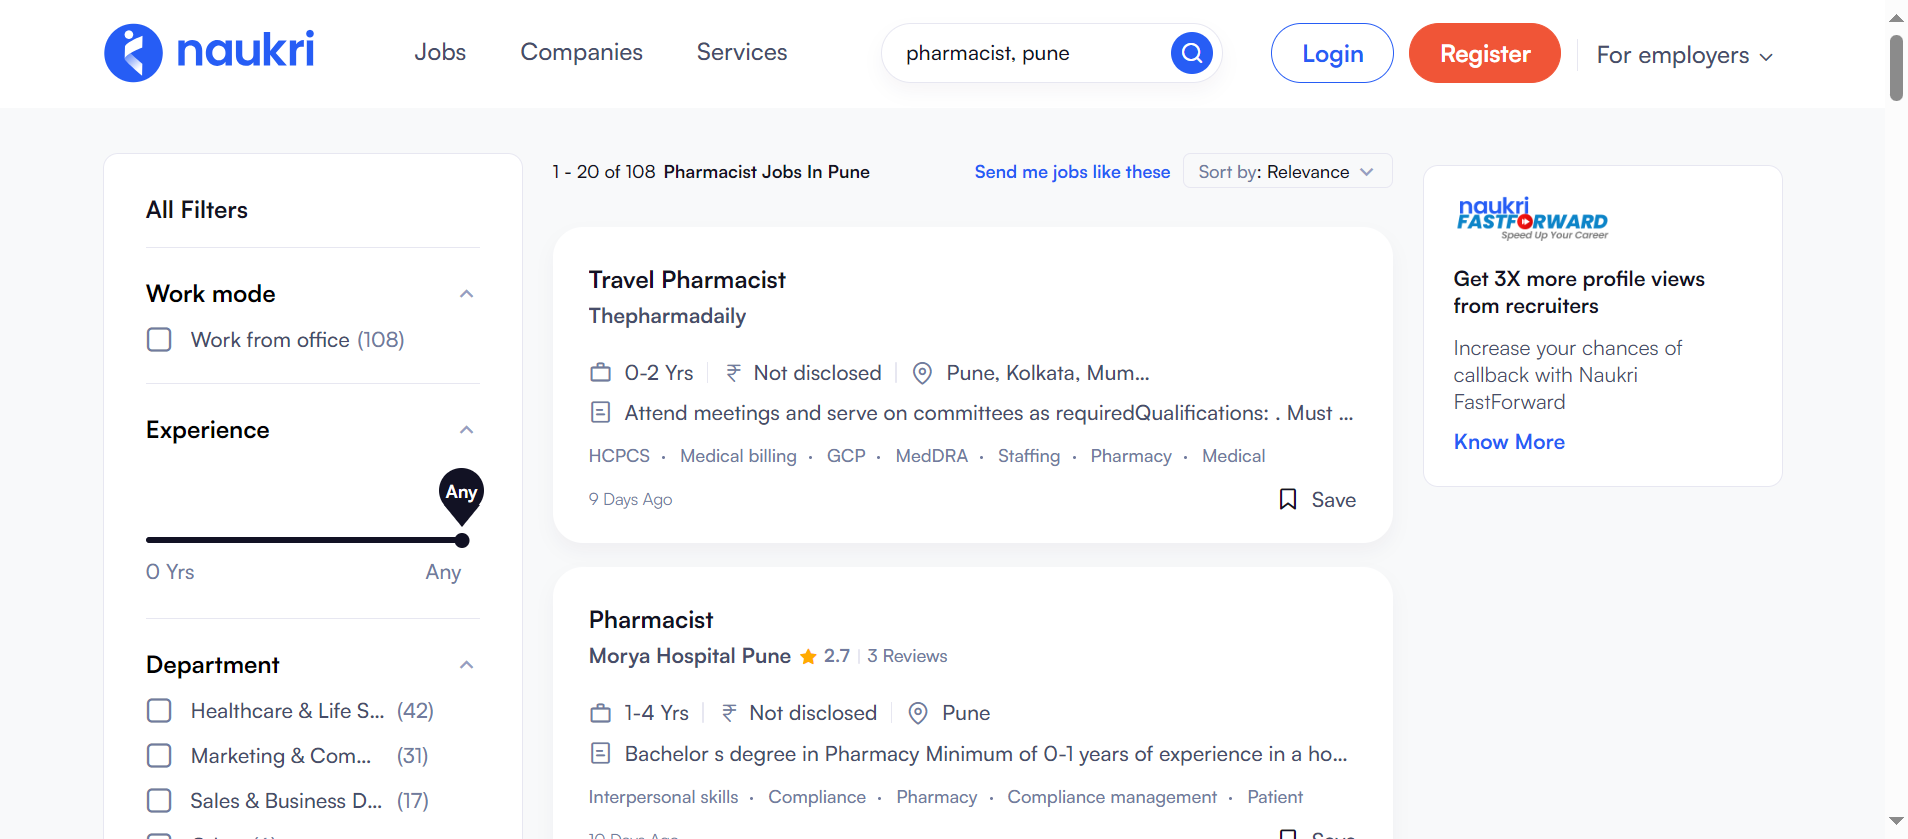 naukri
Jobs
Companies
Services
pharmacist, pune
Login
Register
For employers
All Filters
Work mode
Work from office (108)
Experience
Any
0 Yrs
Any
Department
Healthcare & Life S... (42)
Marketing & Com... (31)
Sales & Business D... (17)
1 - 20 of 108 Pharmacist Jobs In Pune
Send me jobs like these
Sort by: Relevance
Travel Pharmacist
Thepharmadaily
0-2 Yrs
₹ Not disclosed
Pune, Kolkata, Mum...
Attend meetings and serve on committees as requiredQualifications: . Must ...
HCPCS · Medical billing · GCP · MedDRA · Staffing · Pharmacy · Medical
9 Days Ago
Save
Pharmacist
Morya Hospital Pune 2.7 | 3 Reviews
1-4 Yrs
₹ Not disclosed
Pune
Bachelor s degree in Pharmacy Minimum of 0-1 years of experience in a ho...
Interpersonal skills · Compliance · Pharmacy · Compliance management · Patient
10 Days Ago
Save
naukri
FASTFORWARD
Speed Up Your Career
Get 3X more profile views
from recruiters
Increase your chances of
callback with Naukri
FastForward
Know More